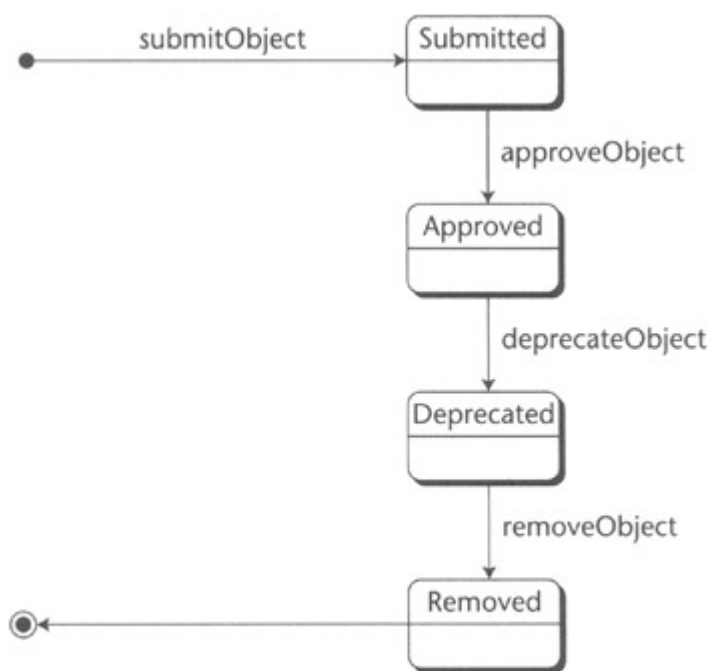 submitObject
Submitted
approveObject
Approved
deprecateObject
Deprecated
removeObject
Removed